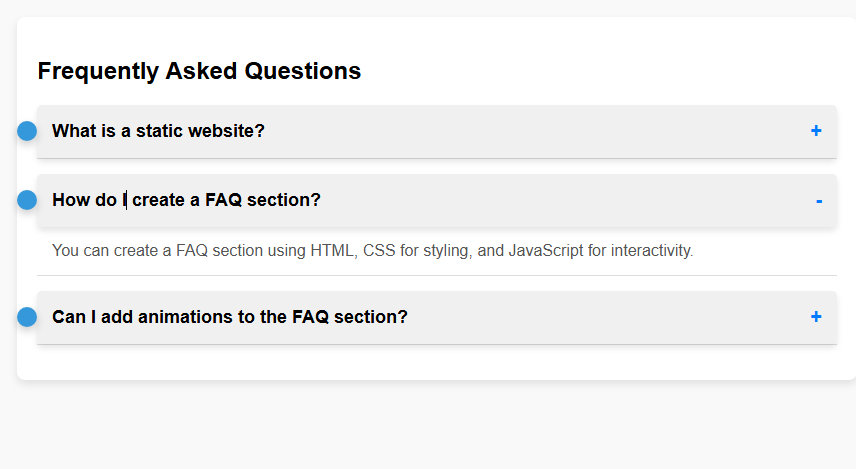 Frequently Asked Questions
What is a static website? +
How do I create a FAQ section? -
You can create a FAQ section using HTML, CSS for styling, and JavaScript for interactivity.
Can I add animations to the FAQ section? +